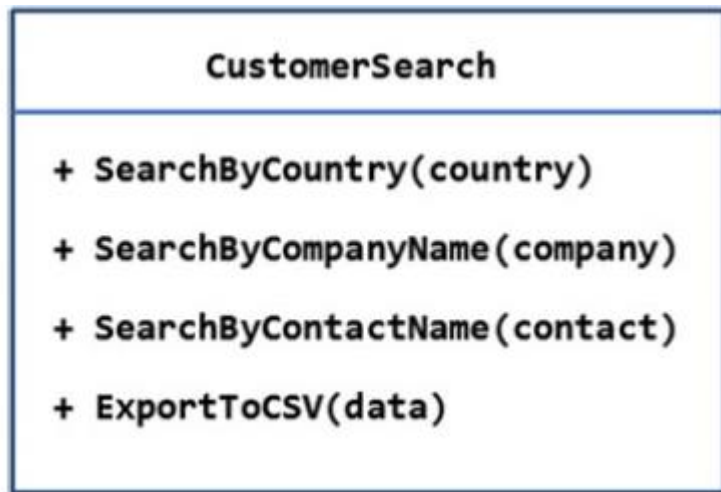 CustomerSearch
+ SearchByCountry(country)
+ SearchByCompanyName(company)
+ SearchByContactName(contact)
+ ExportToCSV(data)